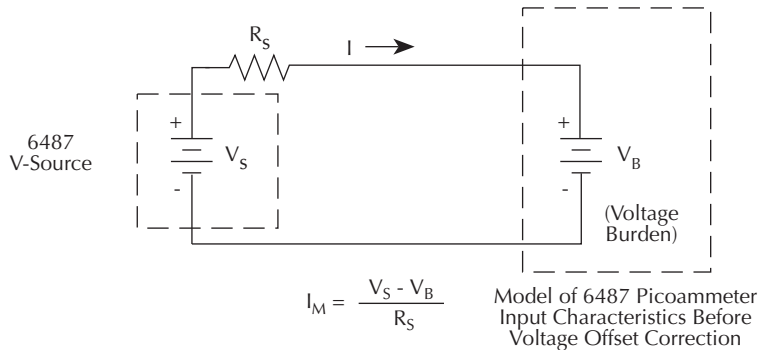 R_S
I
6487
V-Source
+
V_S
-
+
V_B
-
(Voltage
Burden)
I_M = V_S - V_B / R_S
Model of 6487 Picoammeter
Input Characteristics Before
Voltage Offset Correction